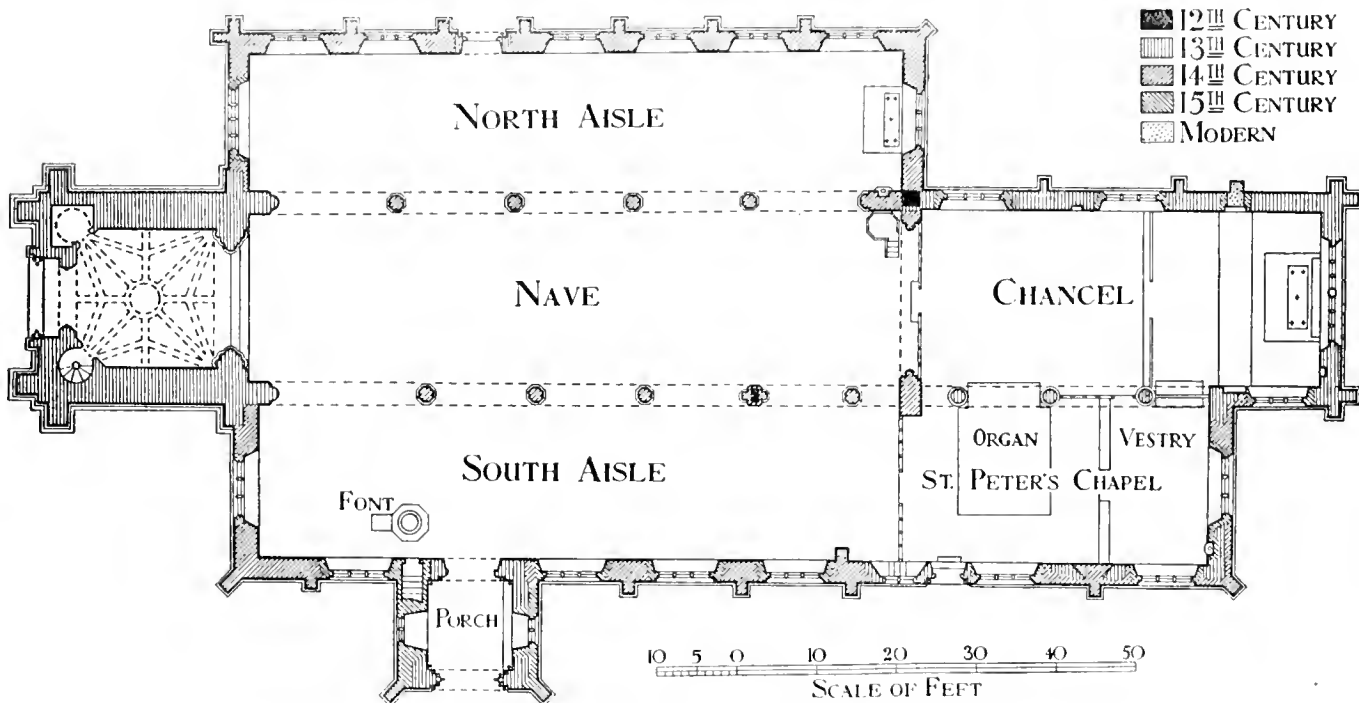 12TH CENTURY
13TH CENTURY
14TH CENTURY
15TH CENTURY
MODERN
NORTH AISLE
NAVE
CHANCEL
ORGAN
VESTRY
SOUTH AISLE
ST. PETER'S CHAPEL
FONT
PORCH
10 5 0 10 20 30 40 50
SCALE OF FEET